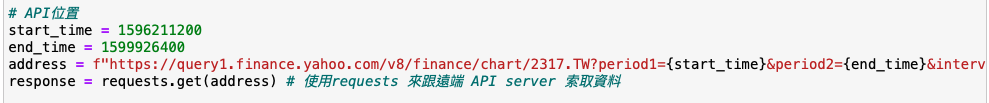 # API位置
start_time = 1596211200
end_time = 1599926400
address = f"https://query1.finance.yahoo.com/v8/finance/chart/2317.TW?period1={start_time}&period2={end_time}&interv
response = requests.get(address) # 使用requests 來跟遠端 API server 索取資料